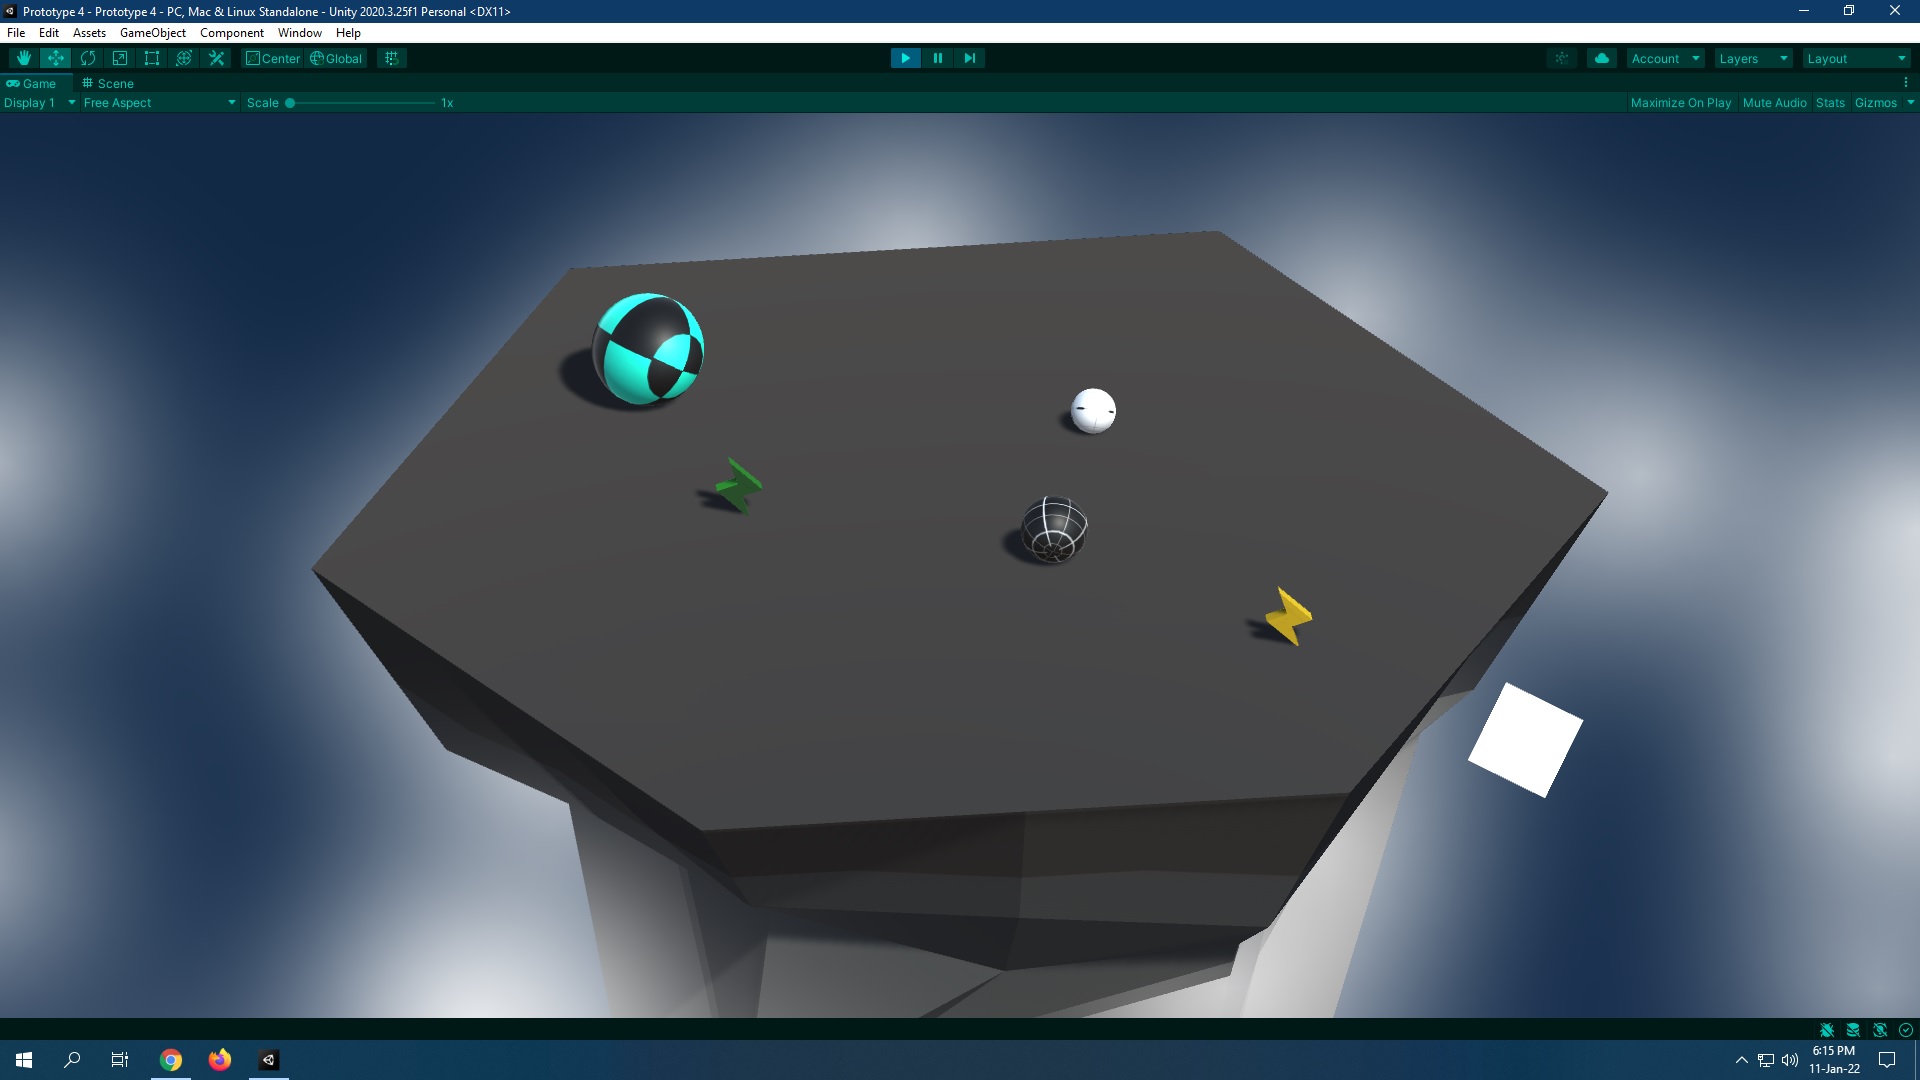 Prototype 4 - Prototype 4 - PC, Mac & Linux Standalone - Unity 2020.3.25f1 Personal <DX11>
File Edit Assets GameObject Component Window Help
Center Global Account Layers Layout
Game Scene
Display 1 Free Aspect Scale 1x Maximize On Play Mute Audio Stats Gizmos
6:15 PM
11-Jan-22